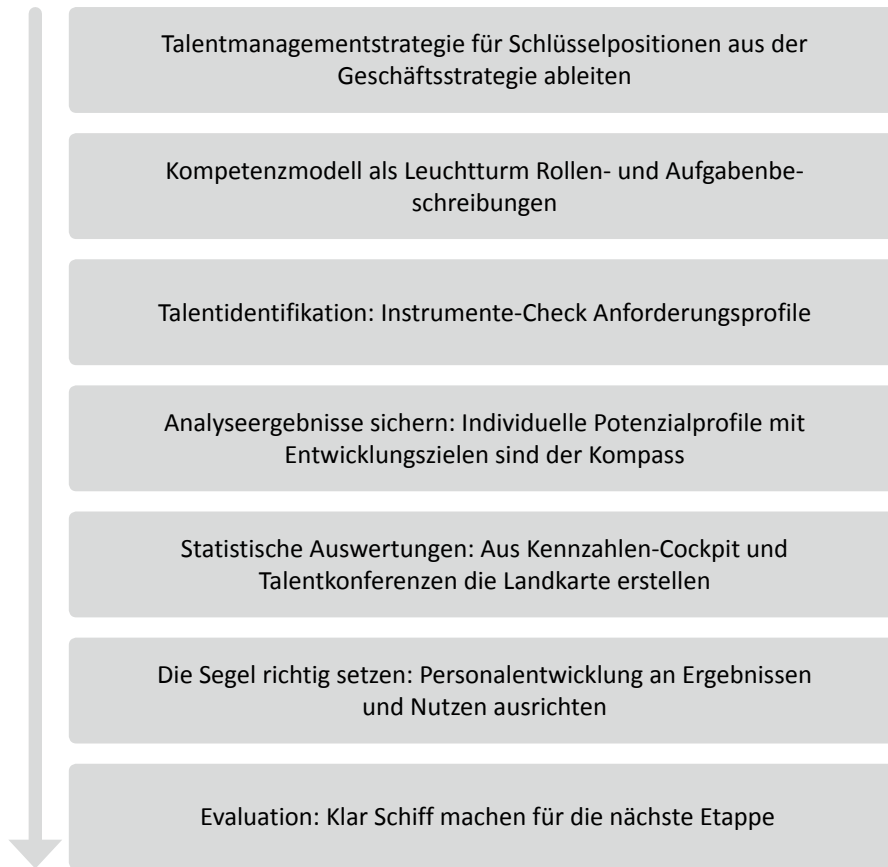 Talentmanagementstrategie für Schlüsselpositionen aus der
Geschäftsstrategie ableiten
Kompetenzmodell als Leuchtturm Rollen- und Aufgabenbe-
schreibungen
Talentidentifikation: Instrumente-Check Anforderungsprofile
Analyseergebnisse sichern: Individuelle Potenzialprofile mit
Entwicklungszielen sind der Kompass
Statistische Auswertungen: Aus Kennzahlen-Cockpit und
Talentkonferenzen die Landkarte erstellen
Die Segel richtig setzen: Personalentwicklung an Ergebnissen
und Nutzen ausrichten
Evaluation: Klar Schiff machen für die nächste Etappe